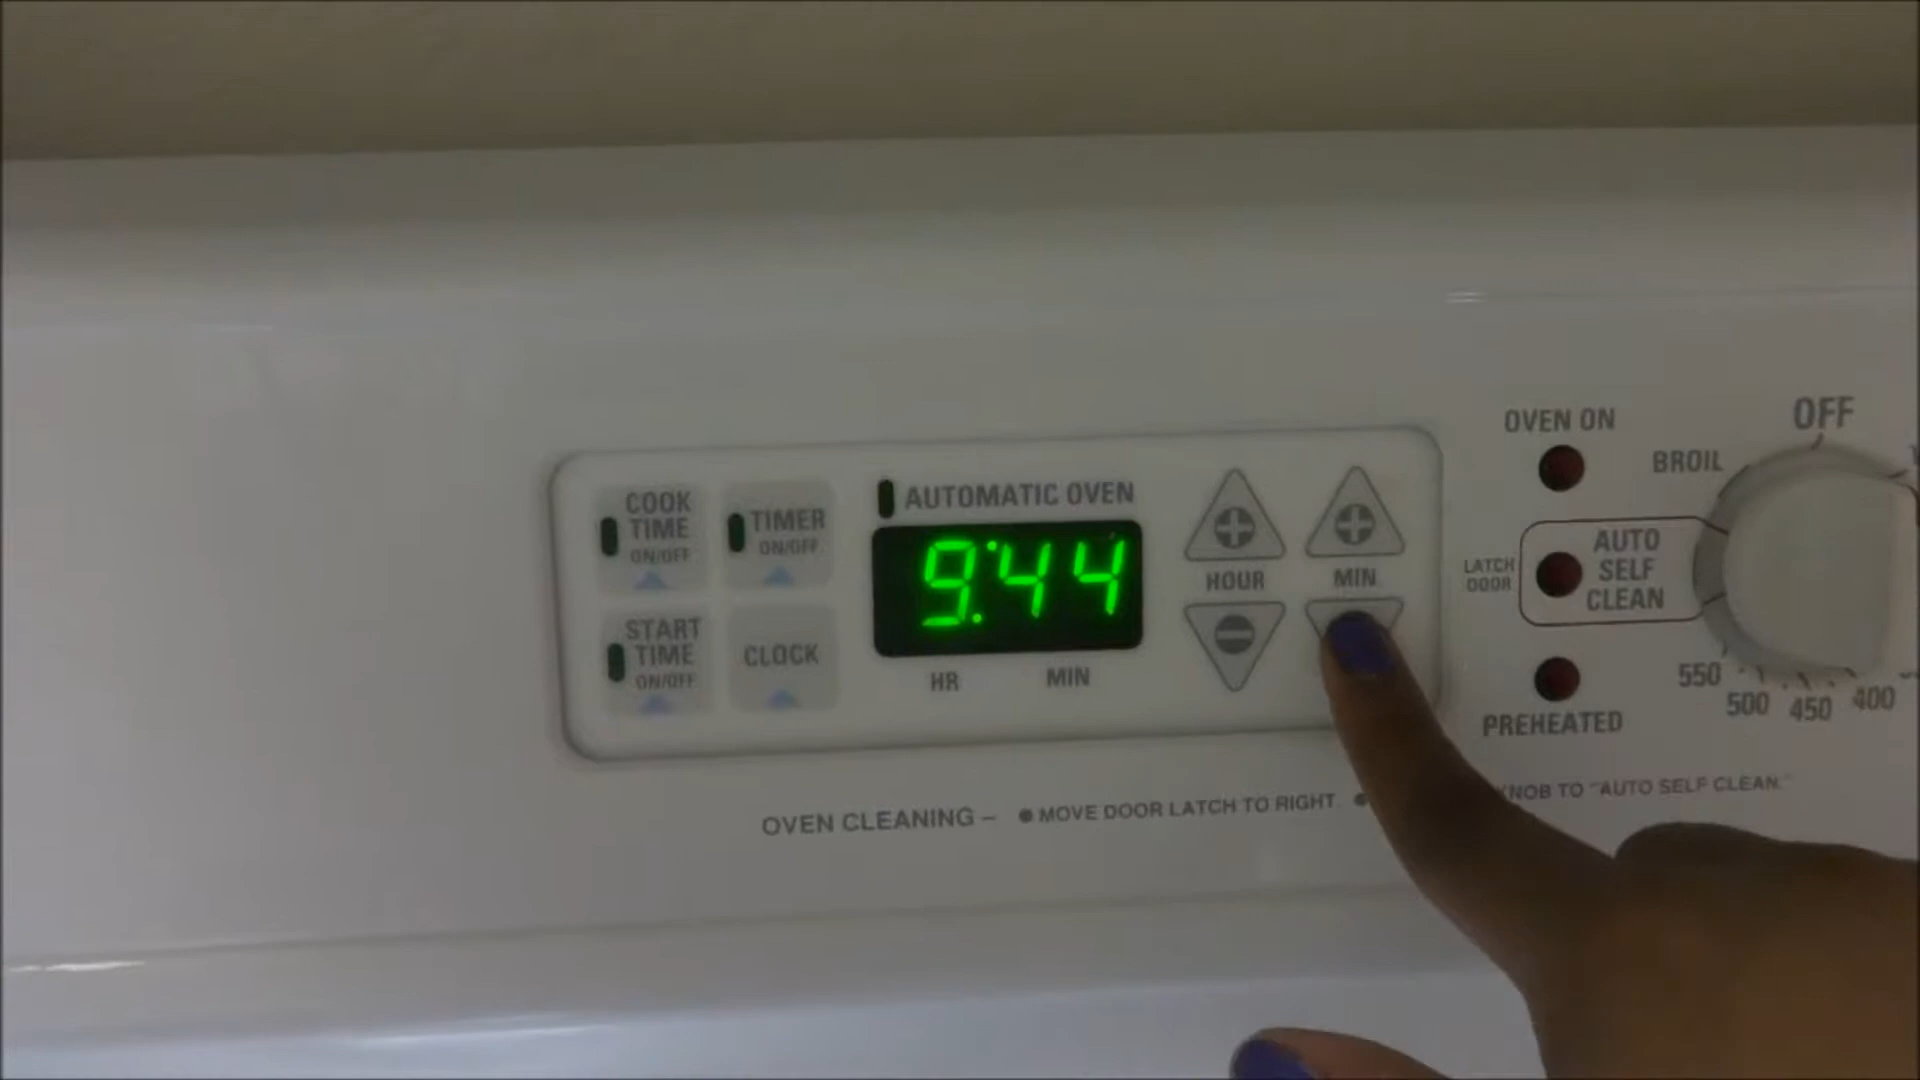 COOK
TIME
ON/OFF
TIMER
ON/OFF
START
TIME
ON/OFF
CLOCK
AUTOMATIC OVEN
9:44
HR MIN
HOUR
MIN
OVEN ON
LATCH
DOOR
AUTO
SELF
CLEAN
PREHEATED
OFF
BROIL
550
500
450
400
OVEN CLEANING – ● MOVE DOOR LATCH TO RIGHT. ● KNOB TO "AUTO SELF CLEAN."